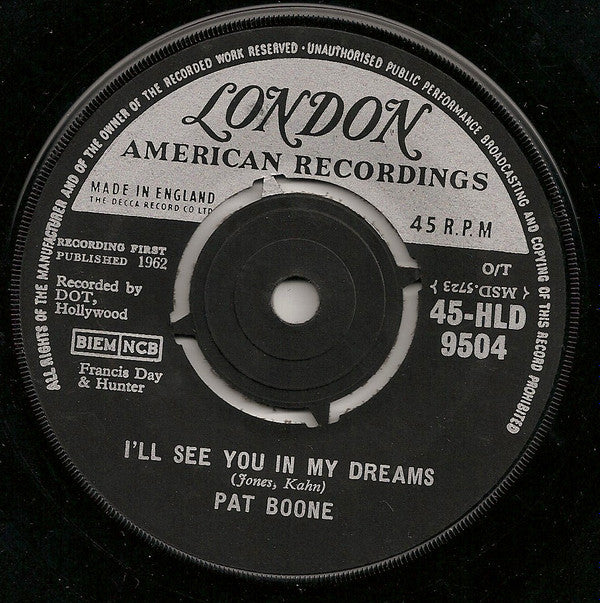 ALL RIGHTS OF THE MANUFACTURER AND OF THE OWNER OF THE RECORDED WORK RESERVED · UNAUTHORISED PUBLIC PERFORMANCE BROADCASTING AND COPYING OF THIS RECORD PROHIBITED
LONDON
AMERICAN RECORDINGS
MADE IN ENGLAND
THE DECCA RECORD CO LTD
45 R.P.M
RECORDING FIRST
PUBLISHED 1962
O/T
{ MSD-5723 }
Recorded by
DOT,
Hollywood
45-HLD
9504
BIEM NCB
Francis Day
& Hunter
I'LL SEE YOU IN MY DREAMS
(Jones, Kahn)
PAT BOONE